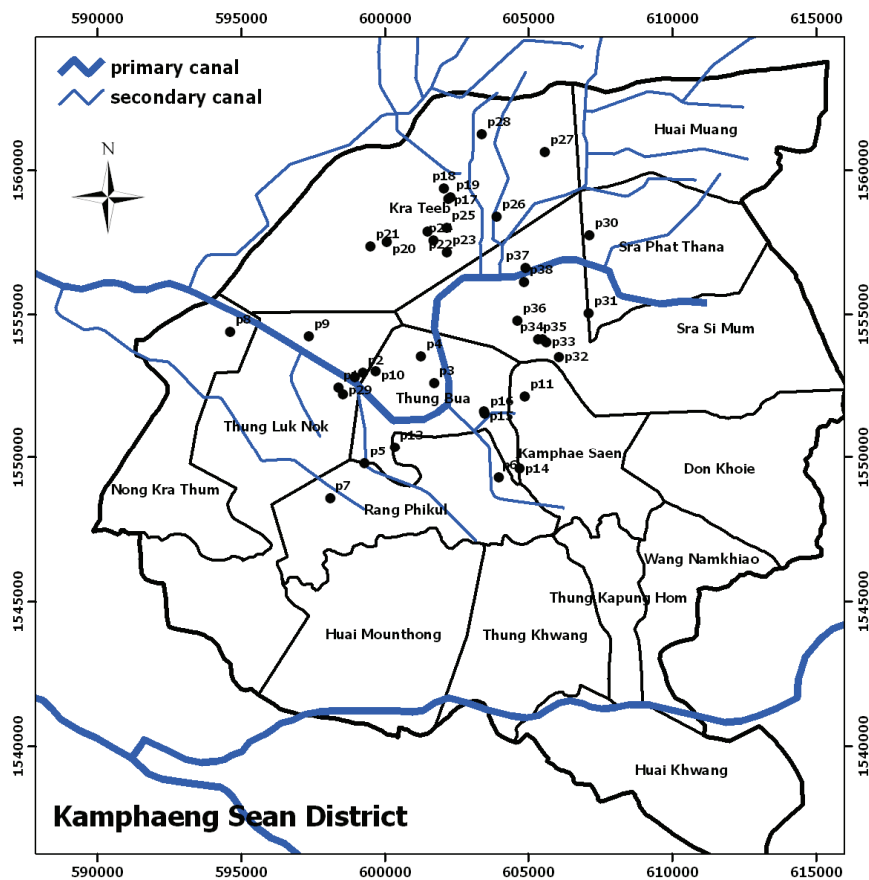 590000 595000 600000 605000 610000 615000
primary canal
secondary canal
N
Huai Muang
p28
p27
p18
p19
p17
Kra Teeb
p26
p25
p21
p23
p22
p20
p30
Sra Phat Thana
p37
p38
p31
p36
Sra Si Mum
p34
p35
p33
p32
p8
p9
p4
p2
p10
p3
p29
Thung Bua
p11
p16
p15
Thung Luk Nok
p13
p5
Kamphae Saen
p6
p14
Don Khoie
p7
Nong Kra Thum
Rang Phikul
Wang Namkhiao
Thung Kapung Hom
Huai Mounthong
Thung Khwang
Huai Khwang
Kamphaeng Sean District
1560000
1555000
1550000
1545000
1540000
1560000
1555000
1550000
1545000
1540000
590000 595000 600000 605000 610000 615000